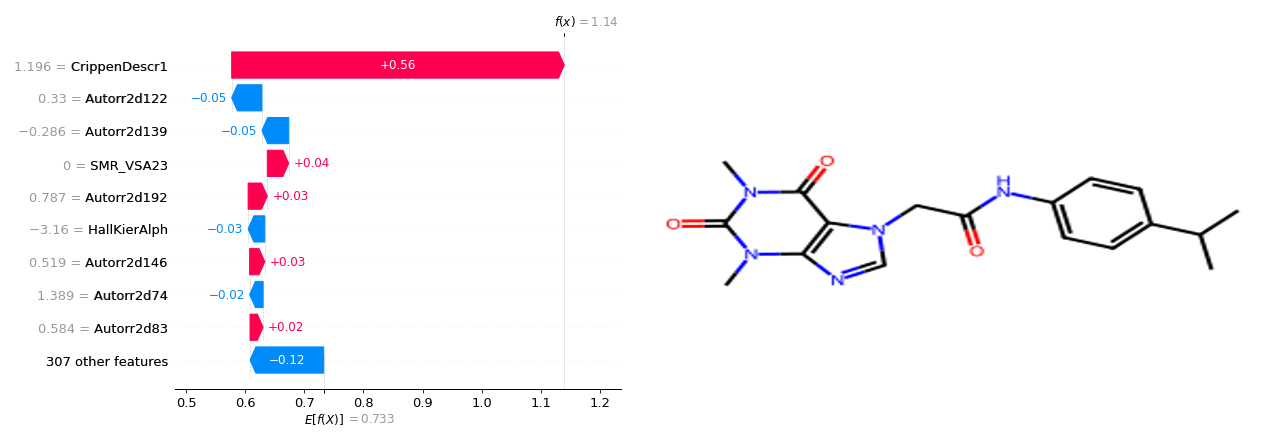 f(x) = 1.14
1.196 = CrippenDescr1
+0.56
0.33 = Autorr2d122
−0.05
−0.286 = Autorr2d139
−0.05
0 = SMR_VSA23
+0.04
0.787 = Autorr2d192
+0.03
−3.16 = HallKierAlph
−0.03
0.519 = Autorr2d146
+0.03
1.389 = Autorr2d74
−0.02
0.584 = Autorr2d83
+0.02
307 other features
−0.12
0.5 0.6 0.7 0.8 0.9 1.0 1.1 1.2
E[f(X)] = 0.733
O
H
N
N
O
N
N
O
N